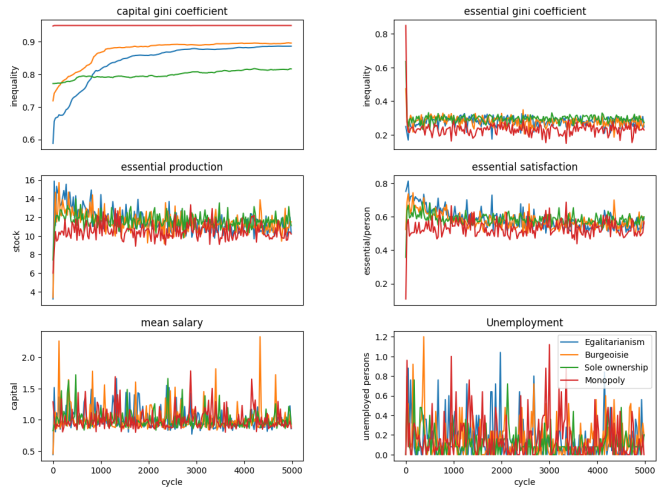 capital gini coefficient
inequality
0.9
0.8
0.7
0.6
essential gini coefficient
inequality
0.8
0.6
0.4
0.2
essential production
stock
16
14
12
10
8
6
4
essential satisfaction
essential/person
0.8
0.6
0.4
0.2
mean salary
capital
2.0
1.5
1.0
0.5
0 1000 2000 3000 4000 5000
cycle
Unemployment
unemployed persons
1.2
1.0
0.8
0.6
0.4
0.2
0.0
Egalitarianism
Burgeoisie
Sole ownership
Monopoly
0 1000 2000 3000 4000 5000
cycle